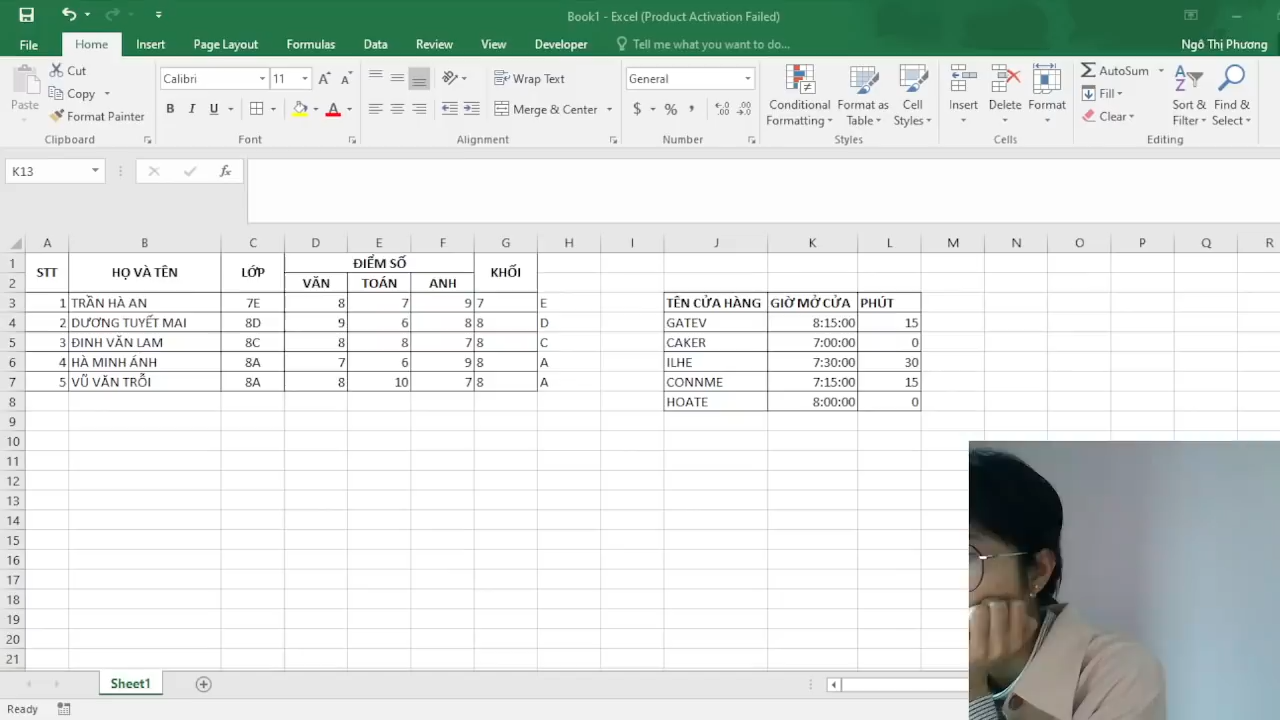 Book1 - Excel (Product Activation Failed)
File Home Insert Page Layout Formulas Data Review View Developer Tell me what you want to do... Ngô Thị Phương
Paste Cut Copy Format Painter
Calibri 11 B I U
Wrap Text Merge & Center
General $ % ,
Conditional Formatting Format as Table Cell Styles
Insert Delete Format
AutoSum Fill Clear Sort & Filter Find & Select
Clipboard Font Alignment Number Styles Cells Editing
K13 fx
A B C D E F G H I J K L M N O P Q R
1 STT HỌ VÀ TÊN LỚP ĐIỂM SỐ KHỐI
2 VĂN TOÁN ANH
3 1 TRẦN HÀ AN 7E 8 7 9 7 E TÊN CỬA HÀNG GIỜ MỞ CỬA PHÚT
4 2 DƯƠNG TUYẾT MAI 8D 9 6 8 8 D GATEV 8:15:00 15
5 3 ĐINH VĂN LAM 8C 8 8 7 8 C CAKER 7:00:00 0
6 4 HÀ MINH ÁNH 8A 7 6 9 8 A ILHE 7:30:00 30
7 5 VŨ VĂN TRỖI 8A 8 10 7 8 A CONNME 7:15:00 15
8 HOATE 8:00:00 0
9
10
11
12
13
14
15
16
17
18
19
20
21
Sheet1
Ready